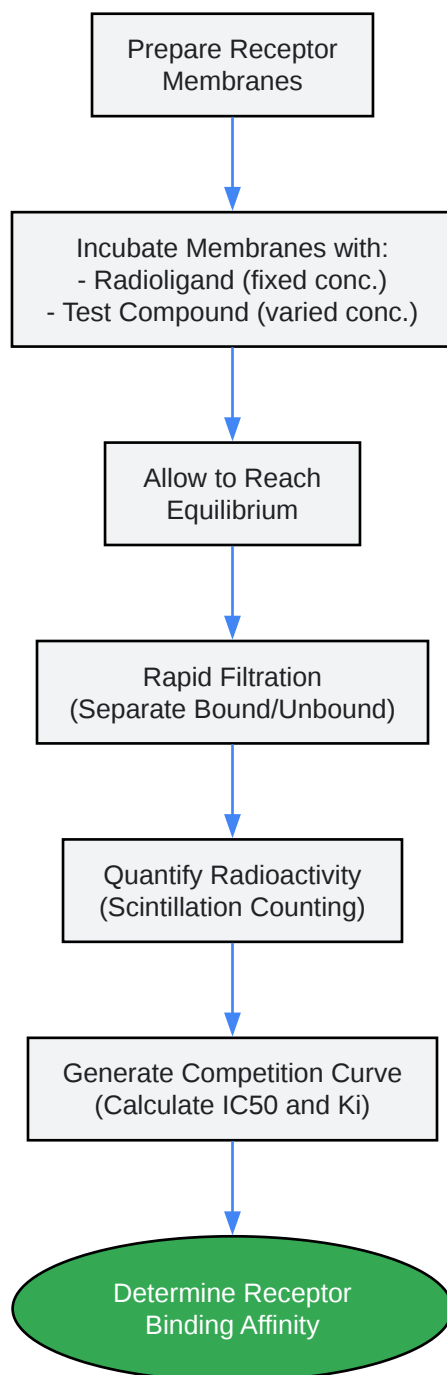 Prepare Receptor
Membranes
Incubate Membranes with:
- Radioligand (fixed conc.)
- Test Compound (varied conc.)
Allow to Reach
Equilibrium
Rapid Filtration
(Separate Bound/Unbound)
Quantify Radioactivity
(Scintillation Counting)
Generate Competition Curve
(Calculate IC50 and Ki)
Determine Receptor
Binding Affinity